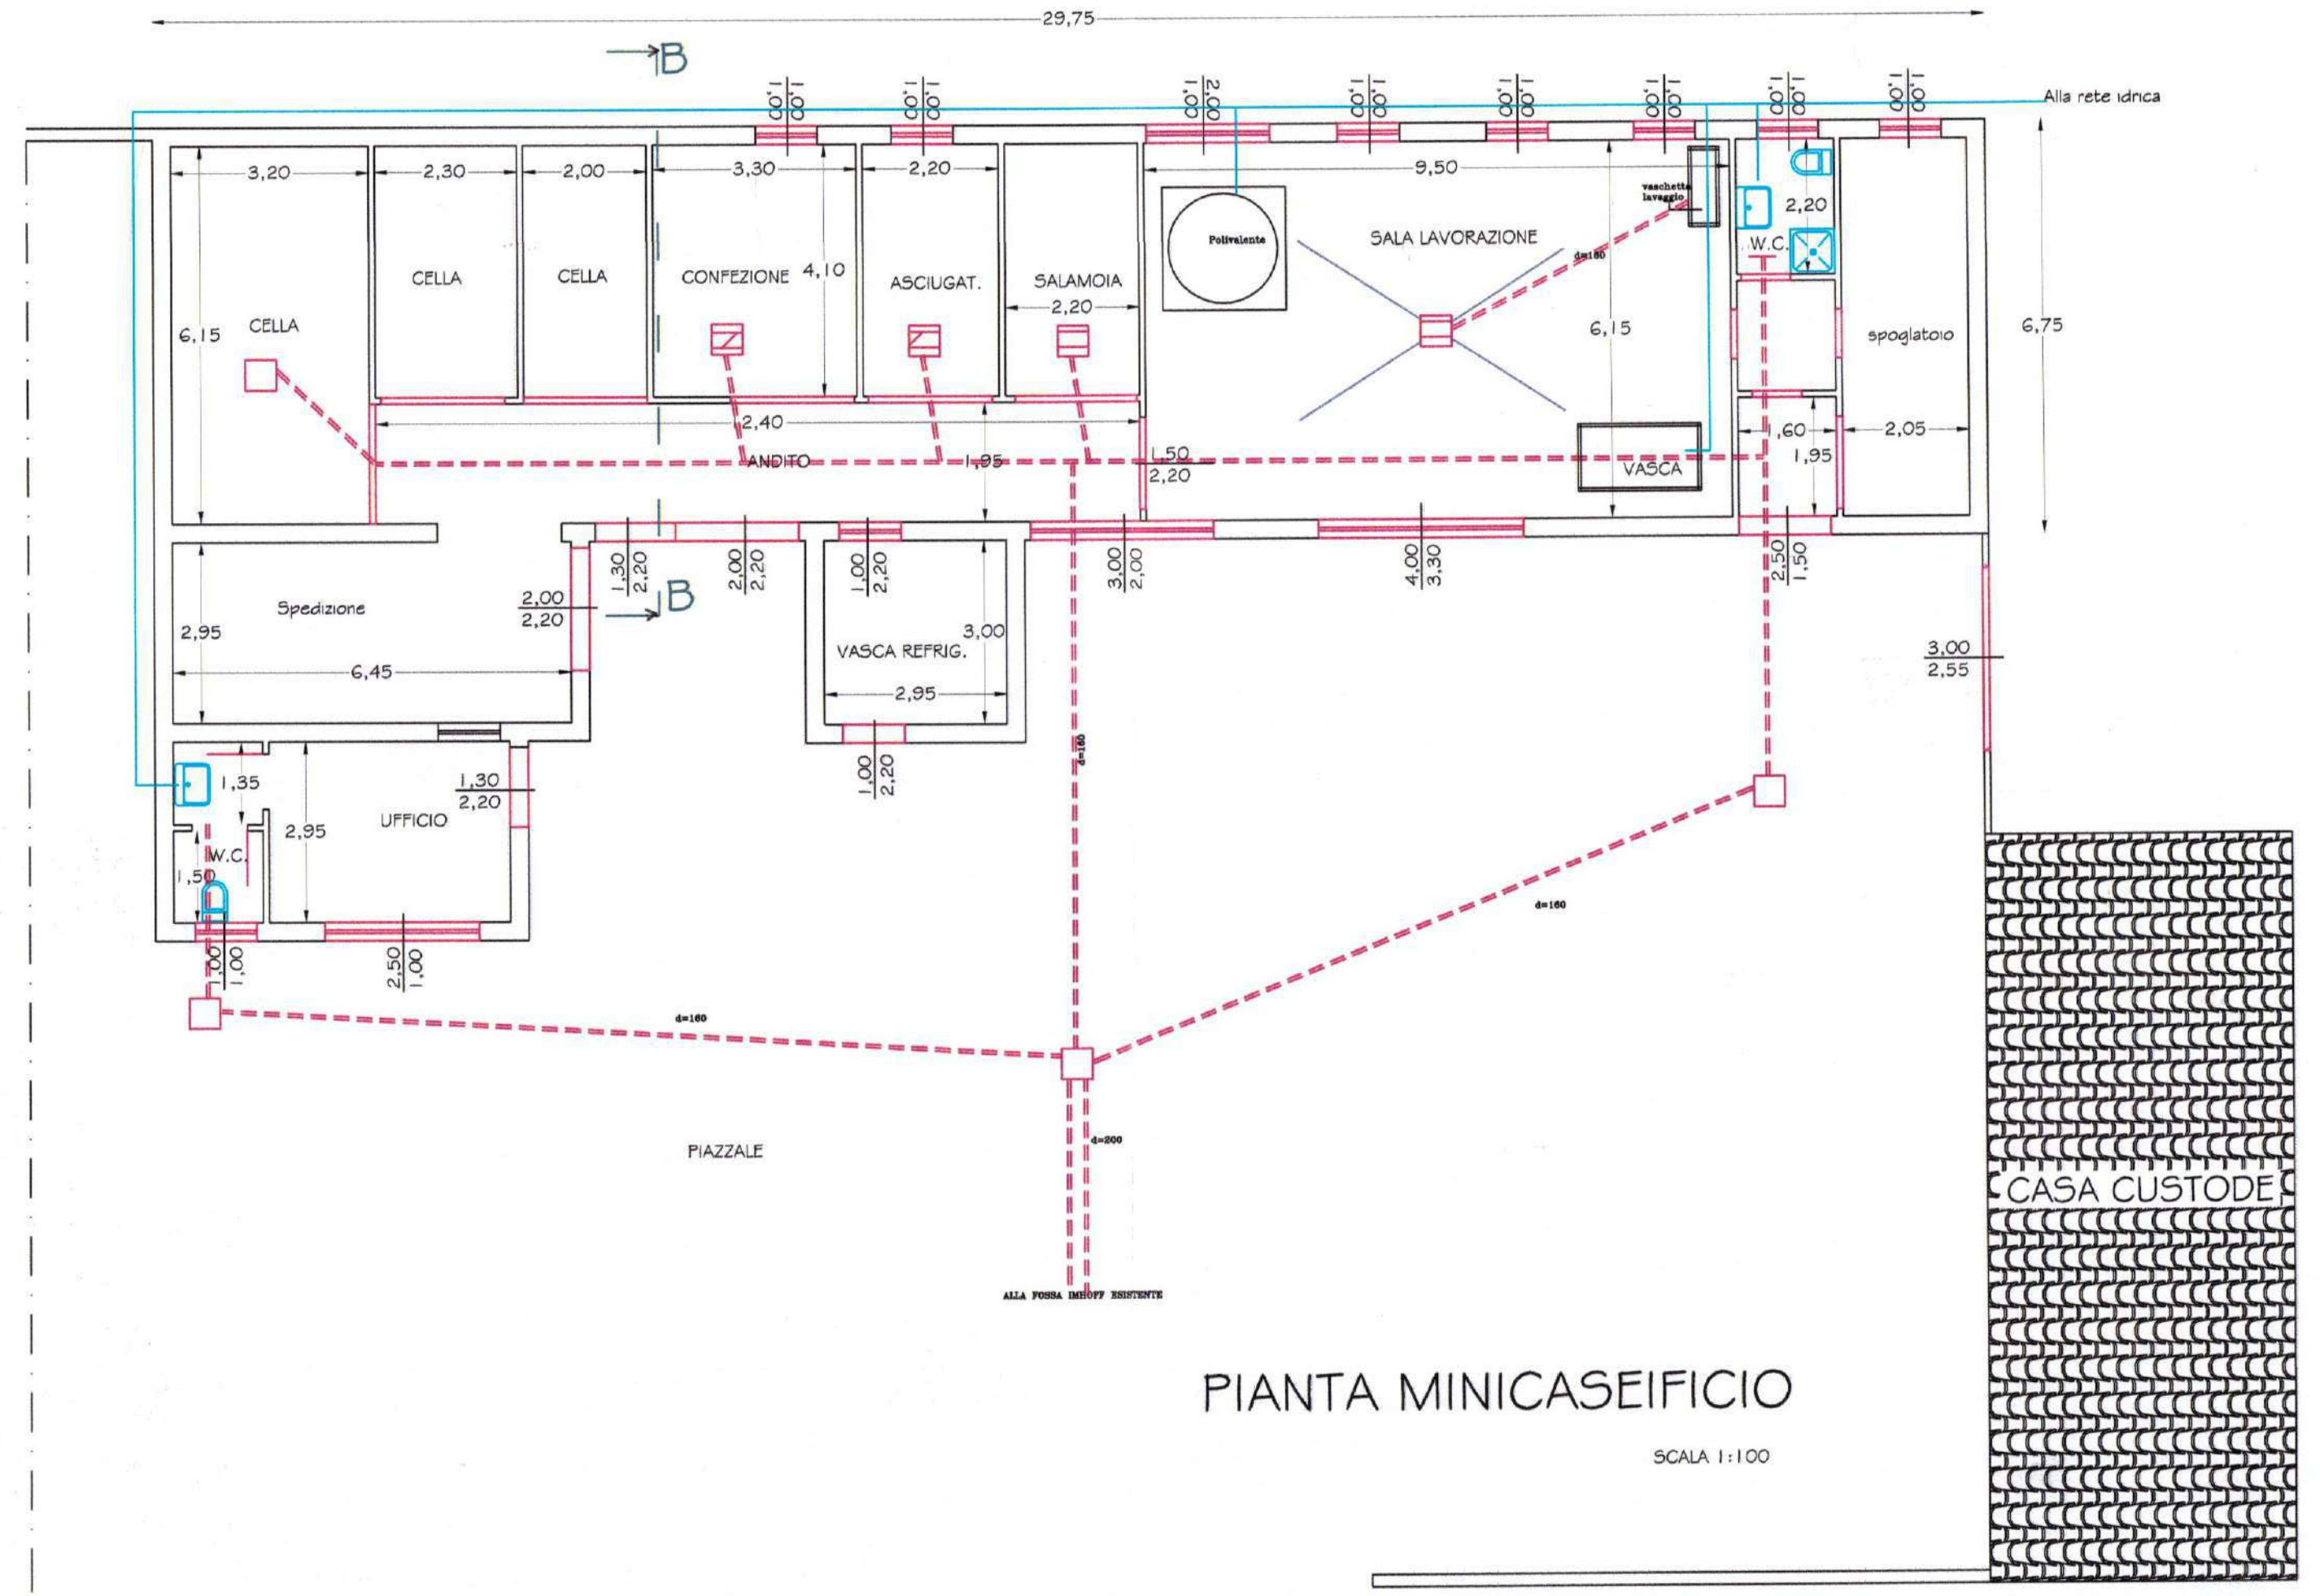 29,75
B
1,00
1,00
1,00
1,00
2,00
1,00
1,00
1,00
1,00
1,00
1,00
1,00
1,00
1,00
1,00
1,00
Alla rete idrica
3,20
2,30
2,00
3,30
2,20
9,50
vaschetta
lavaggio
2,20
Polivalente
SALA LAVORAZIONE
W.C.
d=160
CELLA
CELLA
CONFEZIONE
4,10
ASCIUGAT.
SALAMOIA
2,20
CELLA
6,15
6,15
spogliatoio
6,75
2,40
1,60
2,05
ANDITO
1,95
1,50
2,20
VASCA
1,95
1,30
2,20
2,00
2,20
1,00
2,20
3,00
2,00
4,00
3,30
2,50
1,50
B
Spedizione
2,00
2,20
2,95
3,00
VASCA REFRIG.
3,00
2,55
6,45
2,95
d=160
1,00
2,20
1,35
1,30
2,20
UFFICIO
2,95
W.C.
1,50
d=160
1,00
1,00
2,50
1,00
d=160
d=200
PIAZZALE
CASA CUSTODE
ALLA FOSSA IMHOFF ESISTENTE
PIANTA MINICASEIFICIO
SCALA 1:100